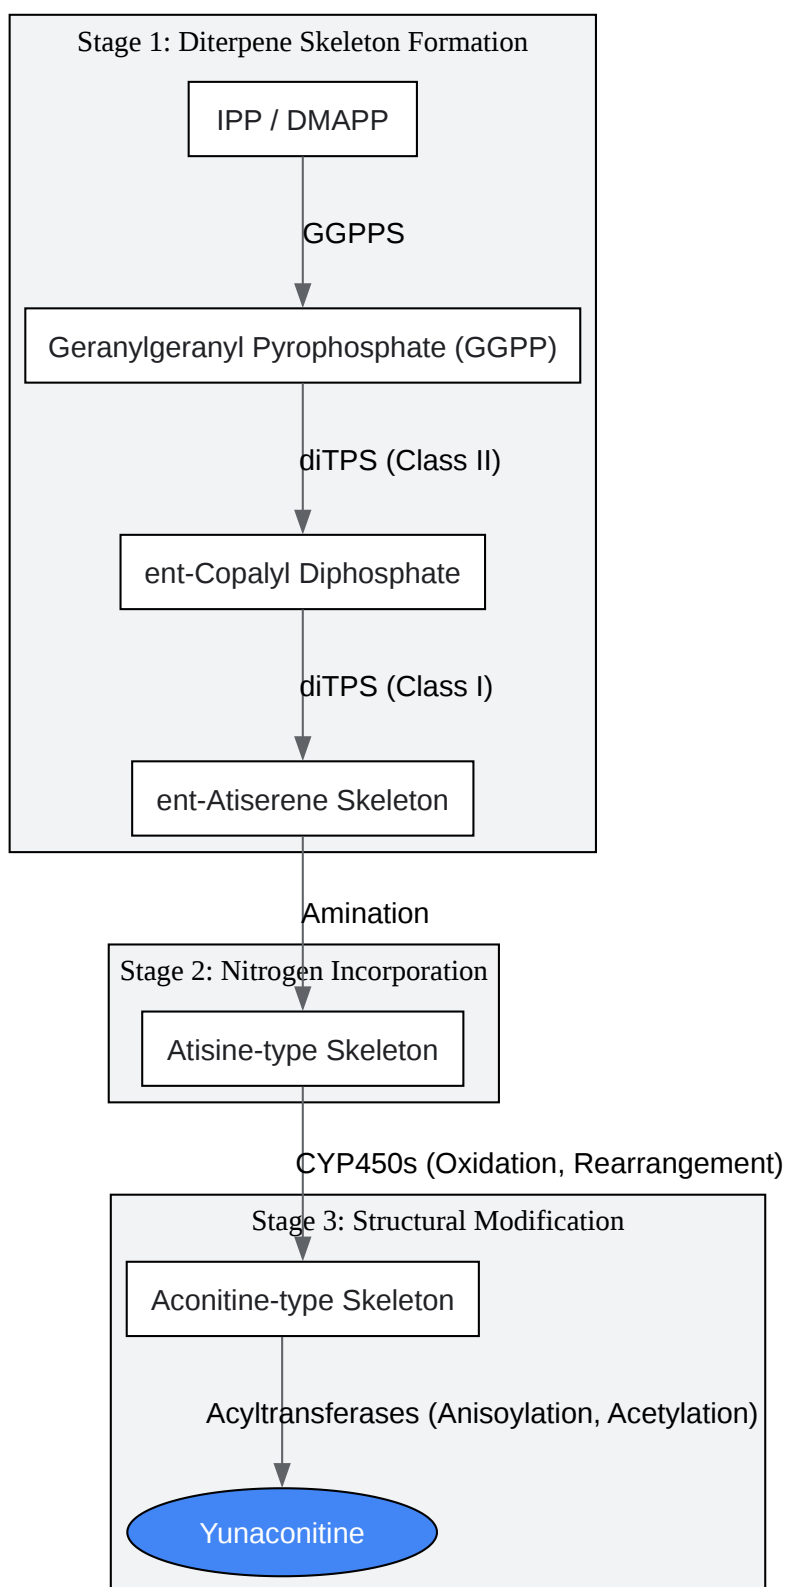 Stage 1: Diterpene Skeleton Formation
IPP / DMAPP
GGPPS
Geranylgeranyl Pyrophosphate (GGPP)
diTPS (Class II)
ent-Copalyl Diphosphate
diTPS (Class I)
ent-Atiserene Skeleton
Amination
Stage 2: Nitrogen Incorporation
Atisine-type Skeleton
CYP450s (Oxidation, Rearrangement)
Stage 3: Structural Modification
Aconitine-type Skeleton
Acyltransferases (Anisoylation, Acetylation)
Yunaconitine